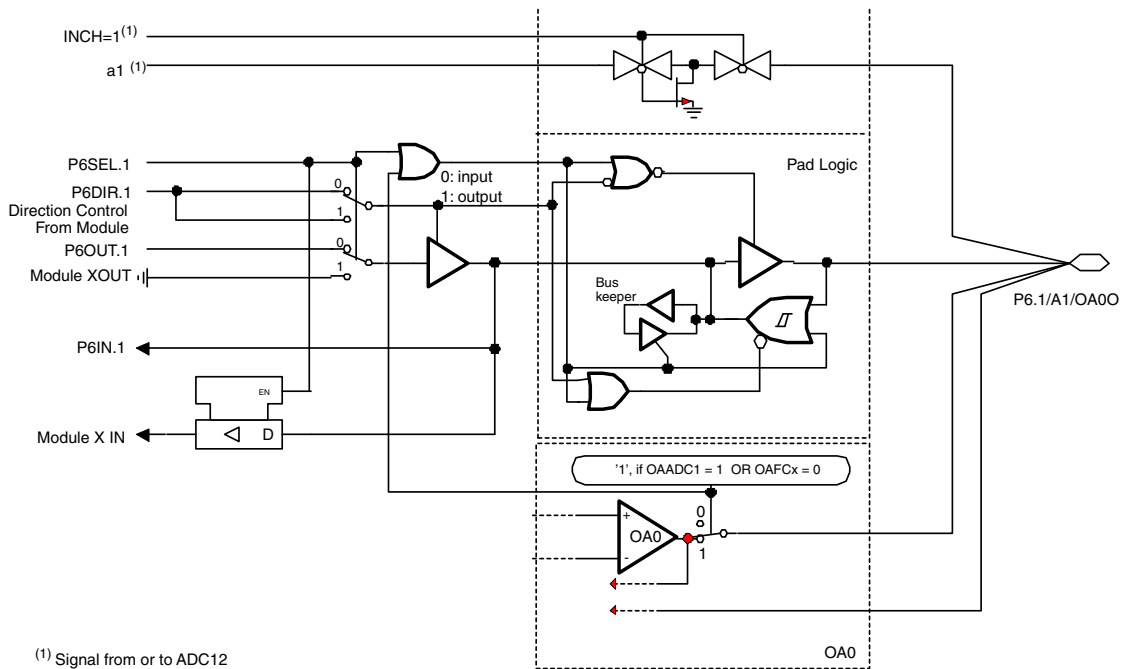 INCH=1(1)
a1 (1)
P6SEL.1
P6DIR.1
Direction Control
From Module
P6OUT.1
Module XOUT
P6IN.1
Module X IN
0
1
0
1
0: input
1: output
Pad Logic
Bus
keeper
EN
D
P6.1/A1/OA0O
'1', if OAADC1 = 1 OR OAFCx = 0
+
-
OA0
0
1
OA0
(1) Signal from or to ADC12